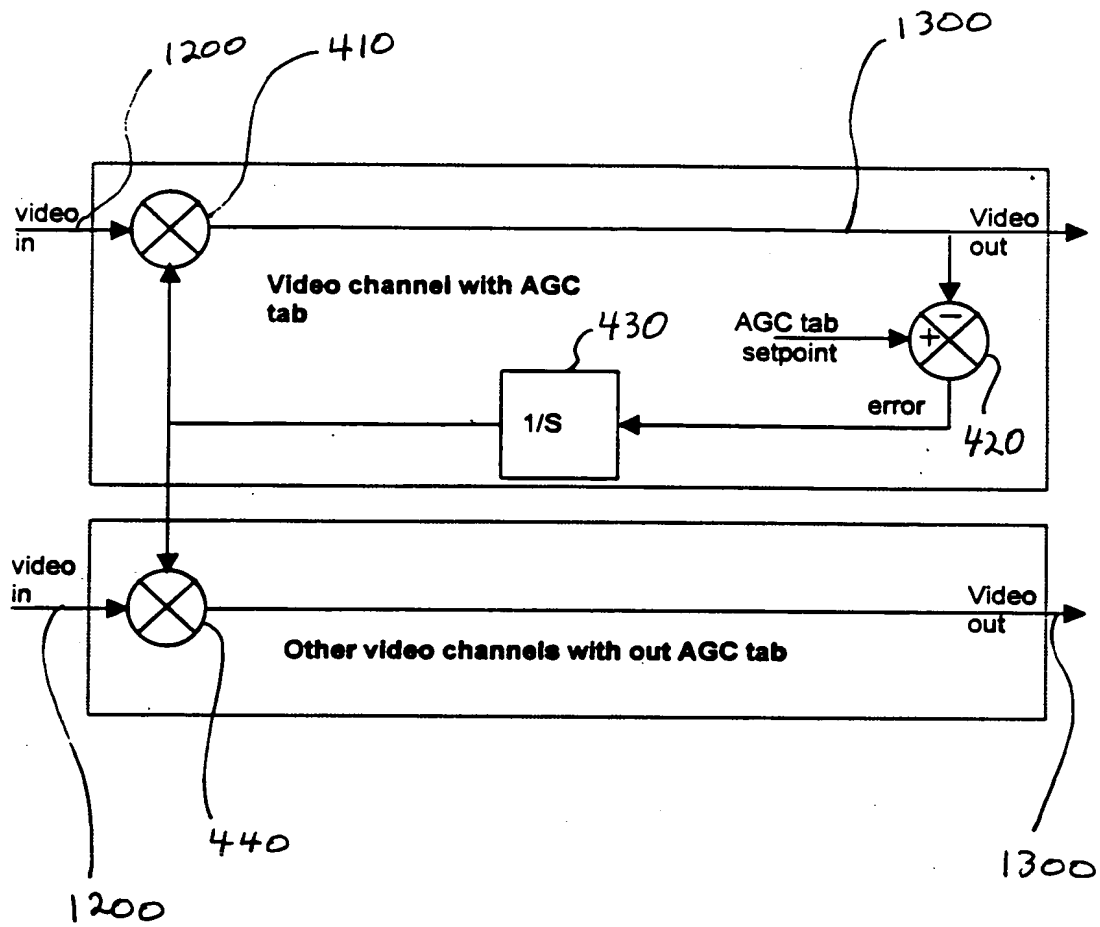 1200
410
1300
video
in
Video
out
Video channel with AGC
tab
430
AGC tab
setpoint
+
−
1/S
error
420
video
in
Video
out
Other video channels with out AGC tab
440
1200
1300